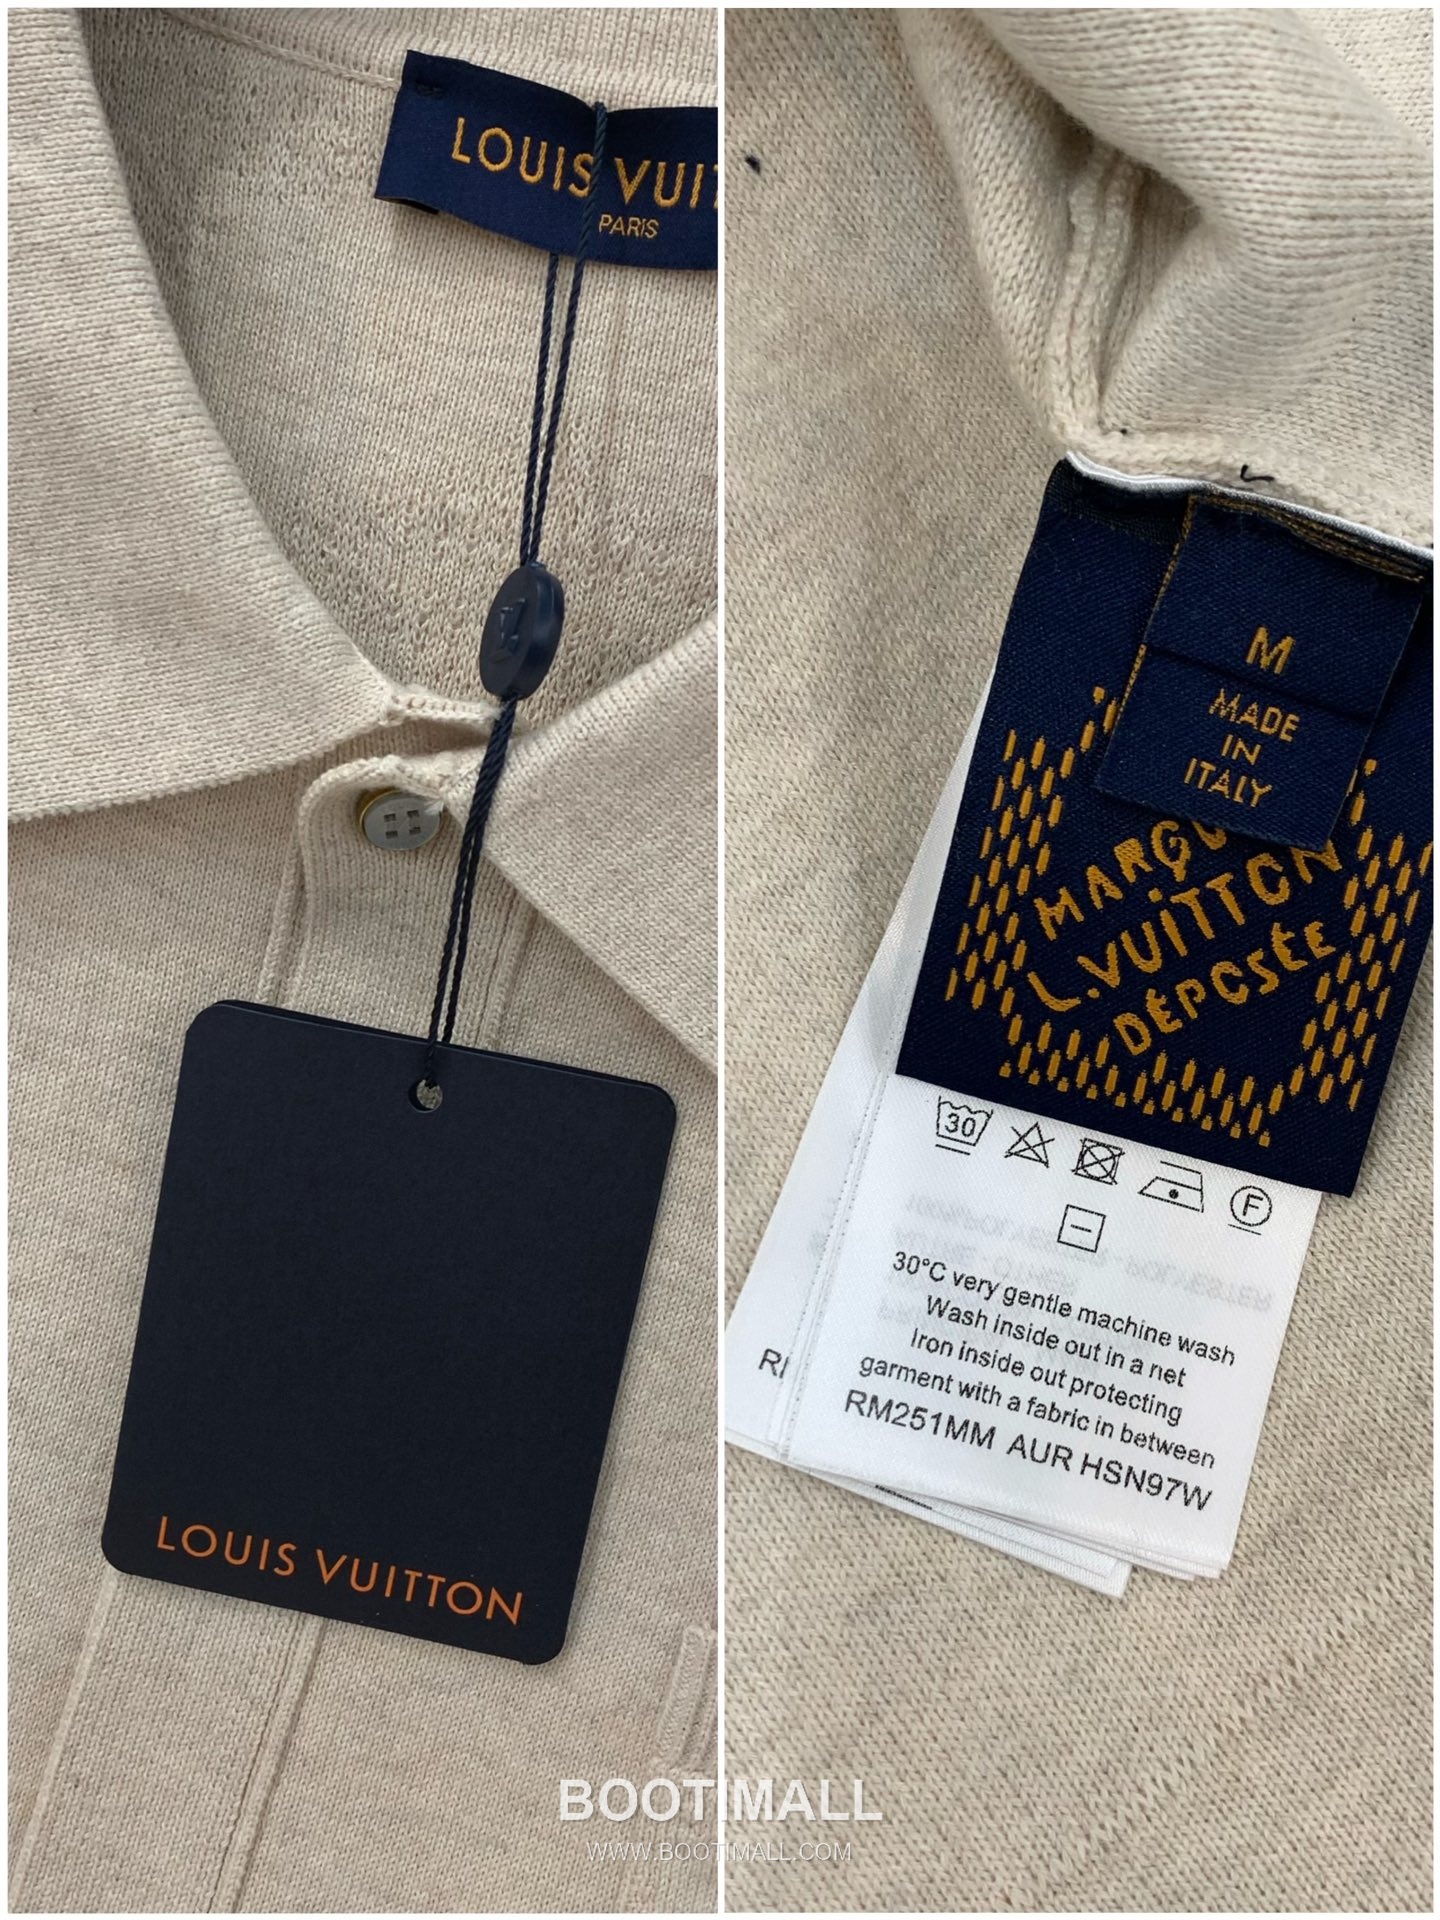 LOUIS VUIT
PARIS
LOUIS VUITTON
M
MADE
IN
ITALY
MARQU
L.VUITTON
DÉPOSÉE
30
F
30°C very gentle machine wash
Wash inside out in a net
Iron inside out protecting
garment with a fabric in between
RM251MM AUR HSN97W
BOOTIMALL
WWW.BOOTIMALL.COM